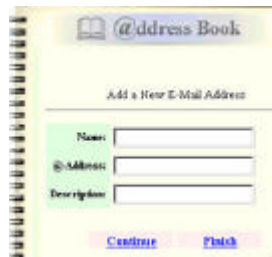 @ddress Book
Add a New E-Mail Address
Name:
@-Address:
Description:
Continue Finish